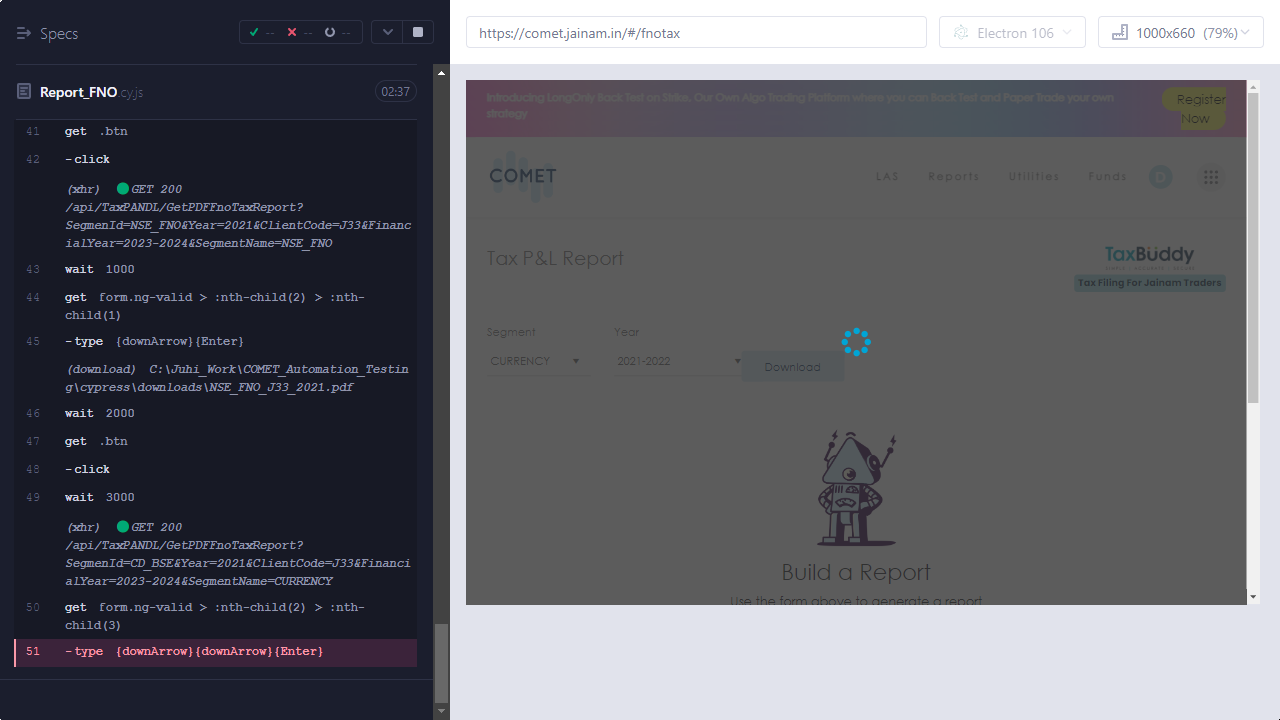 Specs
--
--
--
Report_FNO.cy.js
02:37
41 get .btn
42 -click
(xhr) GET 200
/api/TaxPANDL/GetPDFFnoTaxReport?
SegmenId=NSE_FNO&Year=2021&ClientCode=J33&Financ
ialYear=2023-2024&SegmentName=NSE_FNO
43 wait 1000
44 get form.ng-valid > :nth-child(2) > :nth-
child(1)
45 -type {downArrow}{Enter}
(download) C:\Juhi_Work\COMET_Automation_Testin
g\cypress\downloads\NSE_FNO_J33_2021.pdf
46 wait 2000
47 get .btn
48 -click
49 wait 3000
(xhr) GET 200
/api/TaxPANDL/GetPDFFnoTaxReport?
SegmenId=CD_BSE&Year=2021&ClientCode=J33&Financi
alYear=2023-2024&SegmentName=CURRENCY
50 get form.ng-valid > :nth-child(2) > :nth-
child(3)
51 -type {downArrow}{downArrow}{Enter}
https://comet.jainam.in/#/fnotax
Electron 106
1000x660 (79%)
Introducing LongOnly Back Test on Strike, Our Own Algo Trading Platform where you can Back Test and Paper Trade your own
strategy
Register
Now
COMET
LAS Reports Utilities Funds D
Tax P&L Report
TaxBuddy
Tax Filing For Jainam Traders
Segment Year
CURRENCY 2021-2022
Download
Build a Report
Use the form above to generate a report